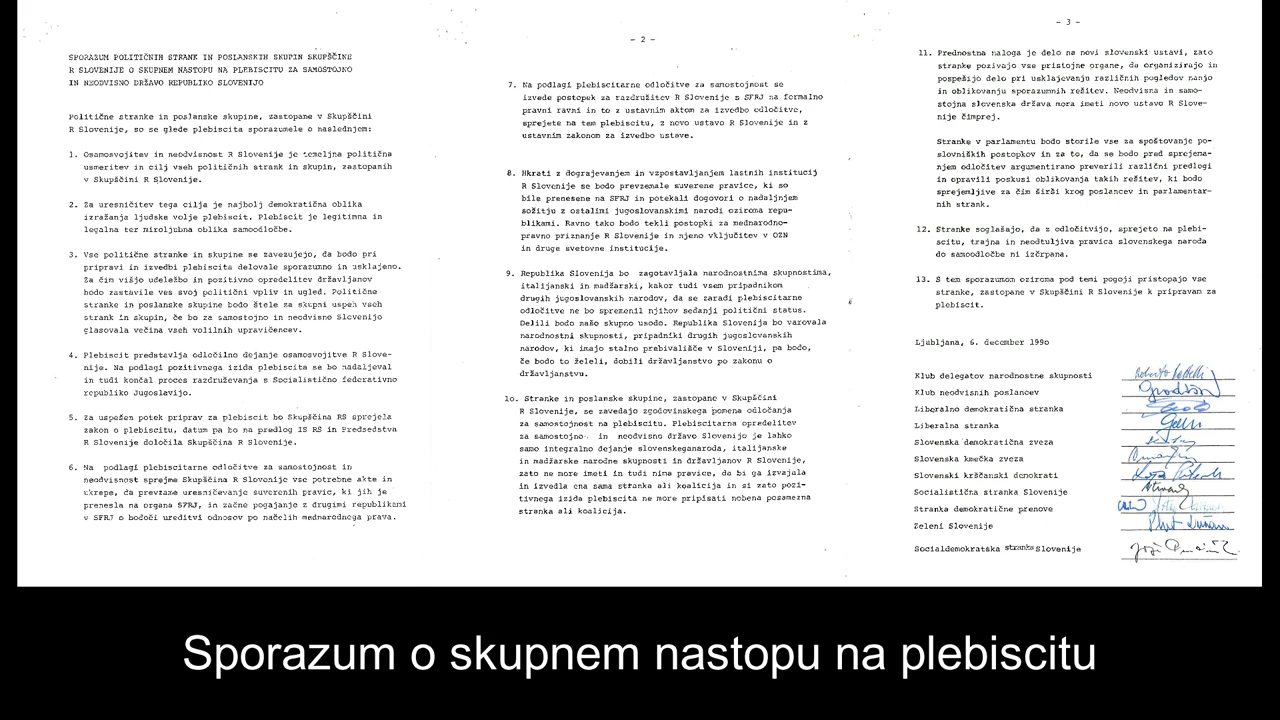 SPORAZUM POLITIČNIH STRANK IN POSLANSKIH SKUPIN SKUPŠČINE
R SLOVENIJE O SKUPNEM NASTOPU NA PLEBISCITU ZA SAMOSTOJNO
IN NEODVISNO DRŽAVO REPUBLIKO SLOVENIJO
Politične stranke in poslanske skupine, zastopane v Skupščini
R Slovenije, so se glede plebiscita sporazumele o naslednjem:
1. Osamosvojitev in neodvisnost R Slovenije je temeljna politična
usmeritev in cilj vseh političnih strank in skupin, zastopanih
v Skupščini R Slovenije.
2. Za uresničitev tega cilja je najbolj demokratična oblika
izražanja ljudske volje plebiscit. Plebiscit je legitimna in
legalna ter miroljubna oblika samoodločbe.
3. Vse politične stranke in skupine se zavezujejo, da bodo pri
pripravi in izvedbi plebiscita delovale sporazumno in usklajeno.
Za čim višjo udeležbo in pozitivno opredelitev državljanov
bodo zastavile ves svoj politični vpliv in ugled. Politične
stranke in poslanske skupine bodo štele za skupni uspeh vseh
strank in skupin, če bo za samostojno in neodvisno Slovenijo
glasovala večina vseh volilnih upravičencev.
4. Plebiscit predstavlja odločilno dejanje osamosvojitve R Slove-
nije. Na podlagi pozitivnega izida plebiscita se bo nadaljeval
in tudi končal proces razdruževanja s Socialistično federativno
republiko Jugoslavijo.
5. Za uspešen potek priprav za plebiscit bo Skupščina RS sprejela
zakon o plebiscitu, datum pa bo na predlog IS RS in Predsedstva
R Slovenije določila Skupščina R Slovenije.
6. Na podlagi plebiscitarne odločitve za samostojnost in
neodvisnost sprejme Skupščina R Slovenije vse potrebne akte in
ukrepe, da prevzame uresničevanje suverenih pravic, ki jih je
prenesla na organa SFRJ, in začne pogajanje z drugimi republikami
v SFRJ o bodoči ureditvi odnosov po načelih mednarodnega prava.
- 2 -
7. Na podlagi plebiscitarne odločitve za samostojnost se
izvede postopek za razdružitev R Slovenije s SFRJ na formalno
pravni ravni in to z ustavnim aktom za izvedbo odločitve,
sprejete na tem plebiscitu, z novo ustavo R Slovenije in z
ustavnim zakonom za izvedbo ustave.
8. Hkrati z dograjevanjem in vzpostavljanjem lastnih institucij
R Slovenije se bodo prevzemale suverene pravice, ki so
bile prenesene na SFRJ in potekali dogovori o nadaljnjem
sožitju z ostalimi jugoslovanskimi narodi oziroma repu-
blikami. Ravno tako bodo tekli postopki za mednarodno-
pravno priznanje R Slovenije in njeno vključitev v OZN
in druge svetovne institucije.
9. Republika Slovenija bo zagotavljala narodnostnima skupnostima,
italijanski in madžarski, kakor tudi vsem pripadnikom
drugih jugoslovanskih narodov, da se zaradi plebiscitarne
odločitve ne bo spremenil njihov sedanji politični status.
Delili bodo našo skupno usodo. Republika Slovenija bo varovala
narodnostni skupnosti, pripadniki drugih jugoslovanskih
narodov, ki imajo stalno prebivališče v Sloveniji, pa bodo,
če bodo to želeli, dobili državljanstvo po zakonu o
državljanstvu.
10. Stranke in poslanske skupine, zastopane v Skupščini
R Slovenije, se zavedajo zgodovinskega pomena odločanja
za samostojnost na plebiscitu. Plebiscitarna opredelitev
za samostojno in neodvisno državo Slovenijo je lahko
samo integralno dejanje slovenskeganaroda, italijanske
in madžarske narodne skupnosti in državljanov R Slovenije,
zato ne more imeti in tudi nima pravice, da bi ga izvajala
in izvedla ena sama stranka ali koalicija in si zato pozi-
tivnega izida plebiscita ne more pripisati nobena posamezna
stranka ali koalicija.
- 3 -
11. Prednostna naloga je delo na novi slovenski ustavi, zato
stranke pozivajo vse pristojne organe, da organizirajo in
pospešijo delo pri usklajevanju različnih pogledov nanjo
in oblikovanju sporazumnih rešitev. Neodvisna in samo-
stojna slovenska država mora imeti novo ustavo R Slove-
nije čimprej.
Stranke v parlamentu bodo storile vse za spoštovanje po-
slovniških postopkov in za to, da se bodo pred sprejema-
njem odločitev argumentirano preverili različni predlogi
in opravili poskusi oblikovanja takih rešitev, ki bodo
sprejemljive za čim širši krog poslancev in parlamentar-
nih strank.
12. Stranke soglašajo, da z odločitvijo, sprejeto na plebi-
scitu, trajna in neodtuljiva pravica slovenskega naroda
do samoodločbe ni izčrpana.
13. S tem sporazumom oziroma pod temi pogoji pristopajo vse
stranke, zastopane v Skupščini R Slovenije k pripravam za
plebiscit.
Ljubljana, 6. december 1990
Klub delegatov narodnostne skupnosti
Klub neodvisnih poslancev
Liberalno demokratična stranka
Liberalna stranka
Slovenska demokratična zveza
Slovenska kmečka zveza
Slovenski krščanski demokrati
Socialistična stranka Slovenije
Stranka demokratične prenove
Zeleni Slovenije
Socialdemokratska stranka Slovenije
Sporazum o skupnem nastopu na plebiscitu